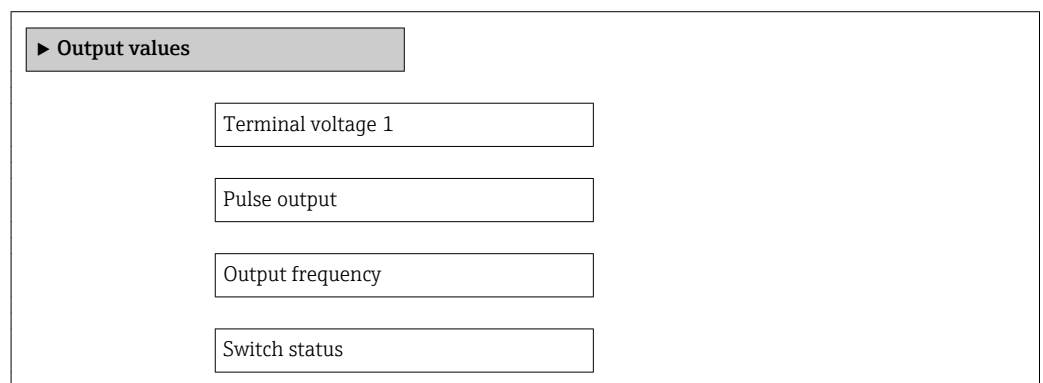 ► Output values
Terminal voltage 1
Pulse output
Output frequency
Switch status